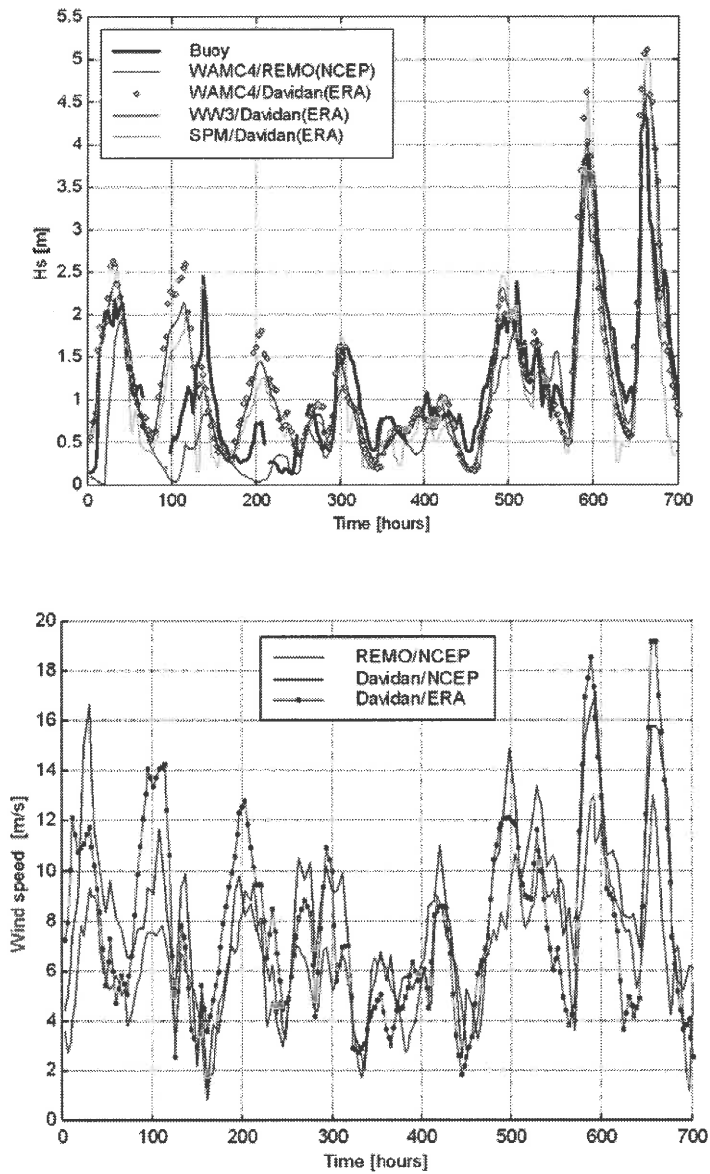 5.5
5
4.5
4
3.5
3
2.5
2
1.5
1
0.5
0
Hs [m]
Buoy
WAMC4/REMO(NCEP)
WAMC4/Davidan(ERA)
WW3/Davidan(ERA)
SPM/Davidan(ERA)
0 100 200 300 400 500 600 700
Time [hours]
20
18
16
14
12
10
8
6
4
2
0
Wind speed [m/s]
REMO/NCEP
Davidan/NCEP
Davidan/ERA
0 100 200 300 400 500 600 700
Time [hours]